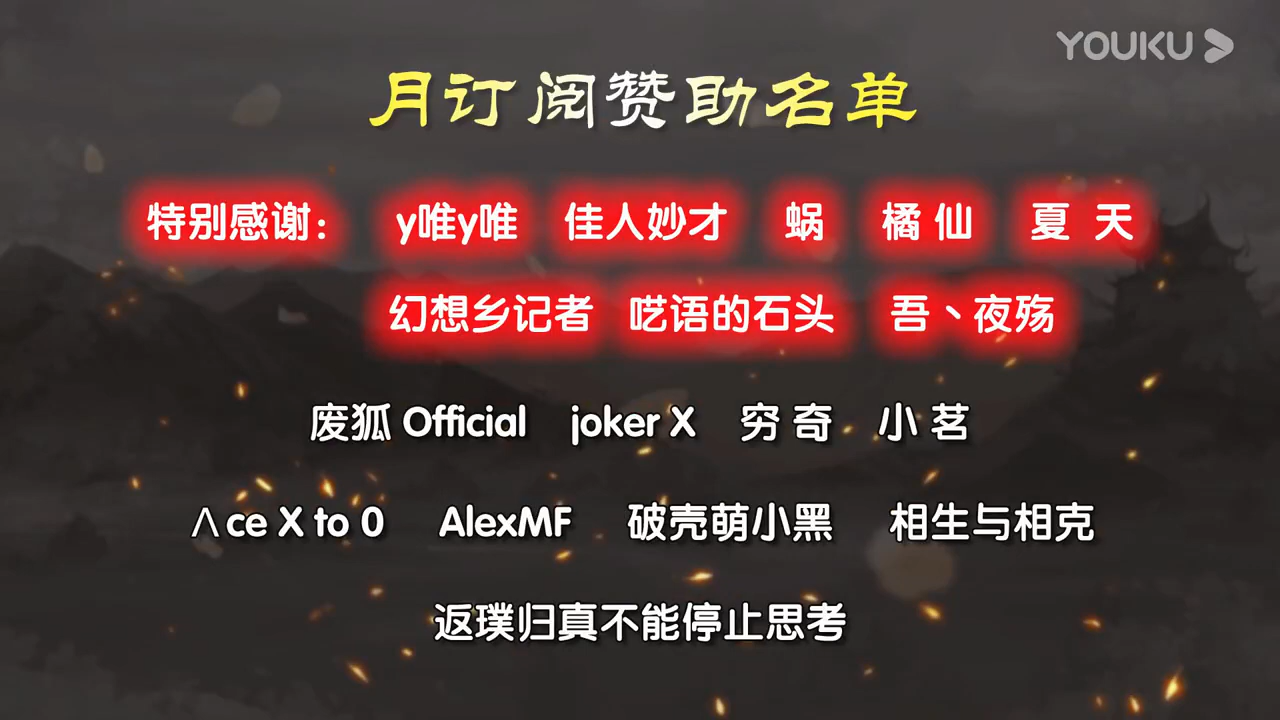 YOUKU
月订阅赞助名单
特别感谢: y唯y唯 佳人妙才 蜗 橘仙 夏天
幻想乡记者 呓语的石头 吾丶夜殇
废狐 Official joker X 穷奇 小茗
Λce X to 0 AlexMF 破壳萌小黑 相生与相克
返璞归真不能停止思考